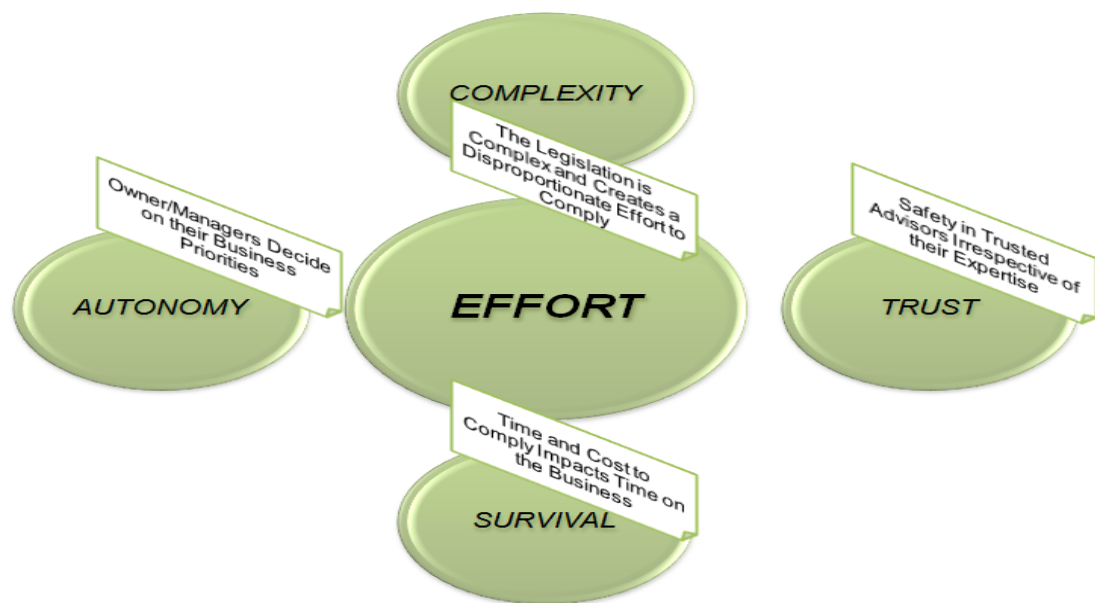 COMPLEXITY
The Legislation is
Complex and Creates a
Disproportionate Effort to
Comply
Owner/Managers Decide
on their Business
Priorities
AUTONOMY
EFFORT
Safety in Trusted
Advisors Irrespective of
their Expertise
TRUST
Time and Cost to
Comply Impacts Time on
the Business
SURVIVAL